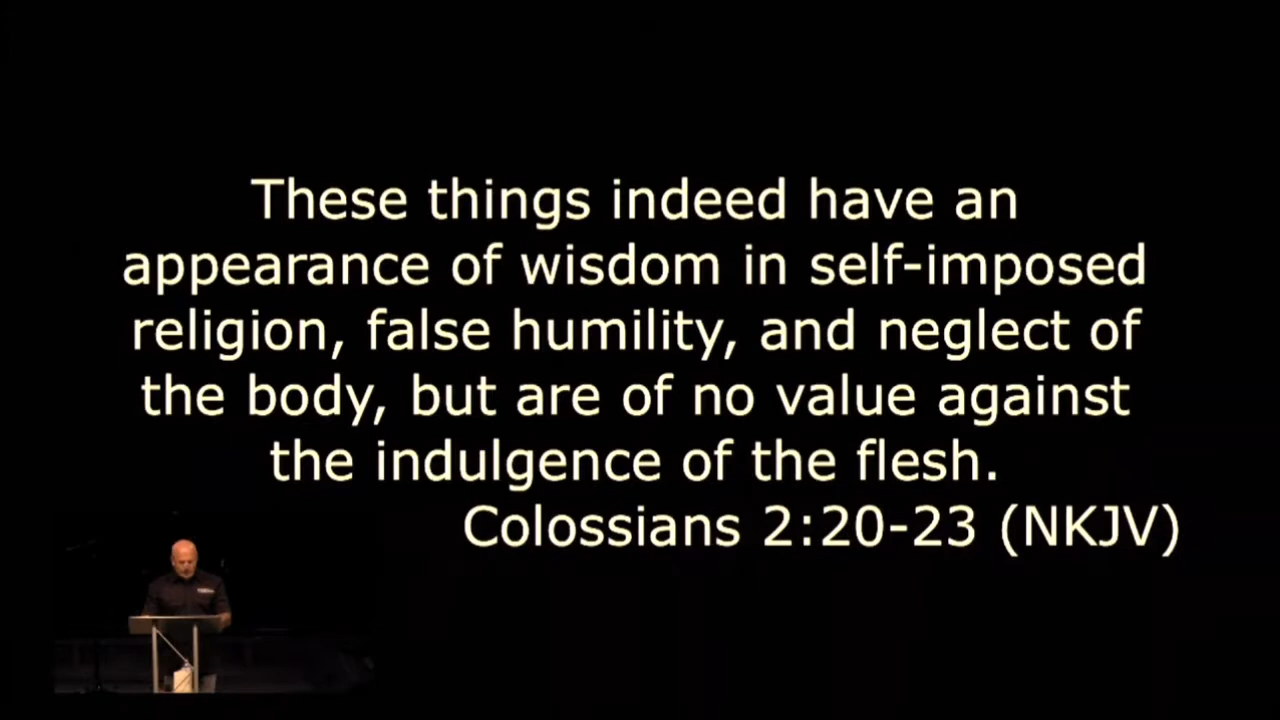 These things indeed have an
appearance of wisdom in self-imposed
religion, false humility, and neglect of
the body, but are of no value against
the indulgence of the flesh.
Colossians 2:20-23 (NKJV)